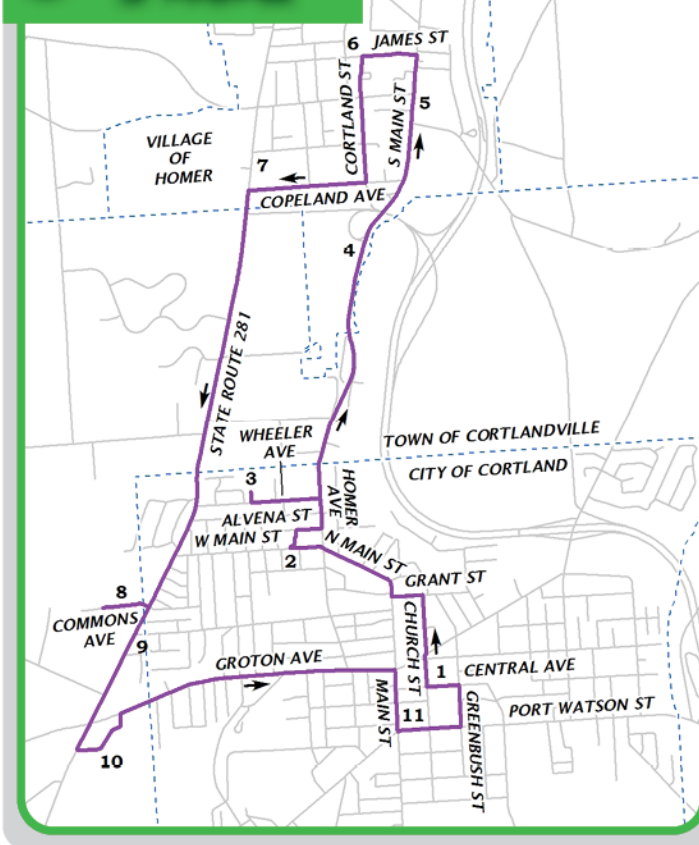 6
JAMES ST
CORTLAND ST
S MAIN ST
5
VILLAGE
OF
HOMER
7
COPELAND AVE
4
STATE ROUTE 281
WHEELER
AVE
TOWN OF CORTLANDVILLE
CITY OF CORTLAND
3
HOMER
AVE
ALVENA ST
W MAIN ST
2
N MAIN ST
GRANT ST
8
COMMONS
AVE
9
CHURCH ST
GROTON AVE
1
CENTRAL AVE
MAIN ST
11
GREENBUSH ST
PORT WATSON ST
10